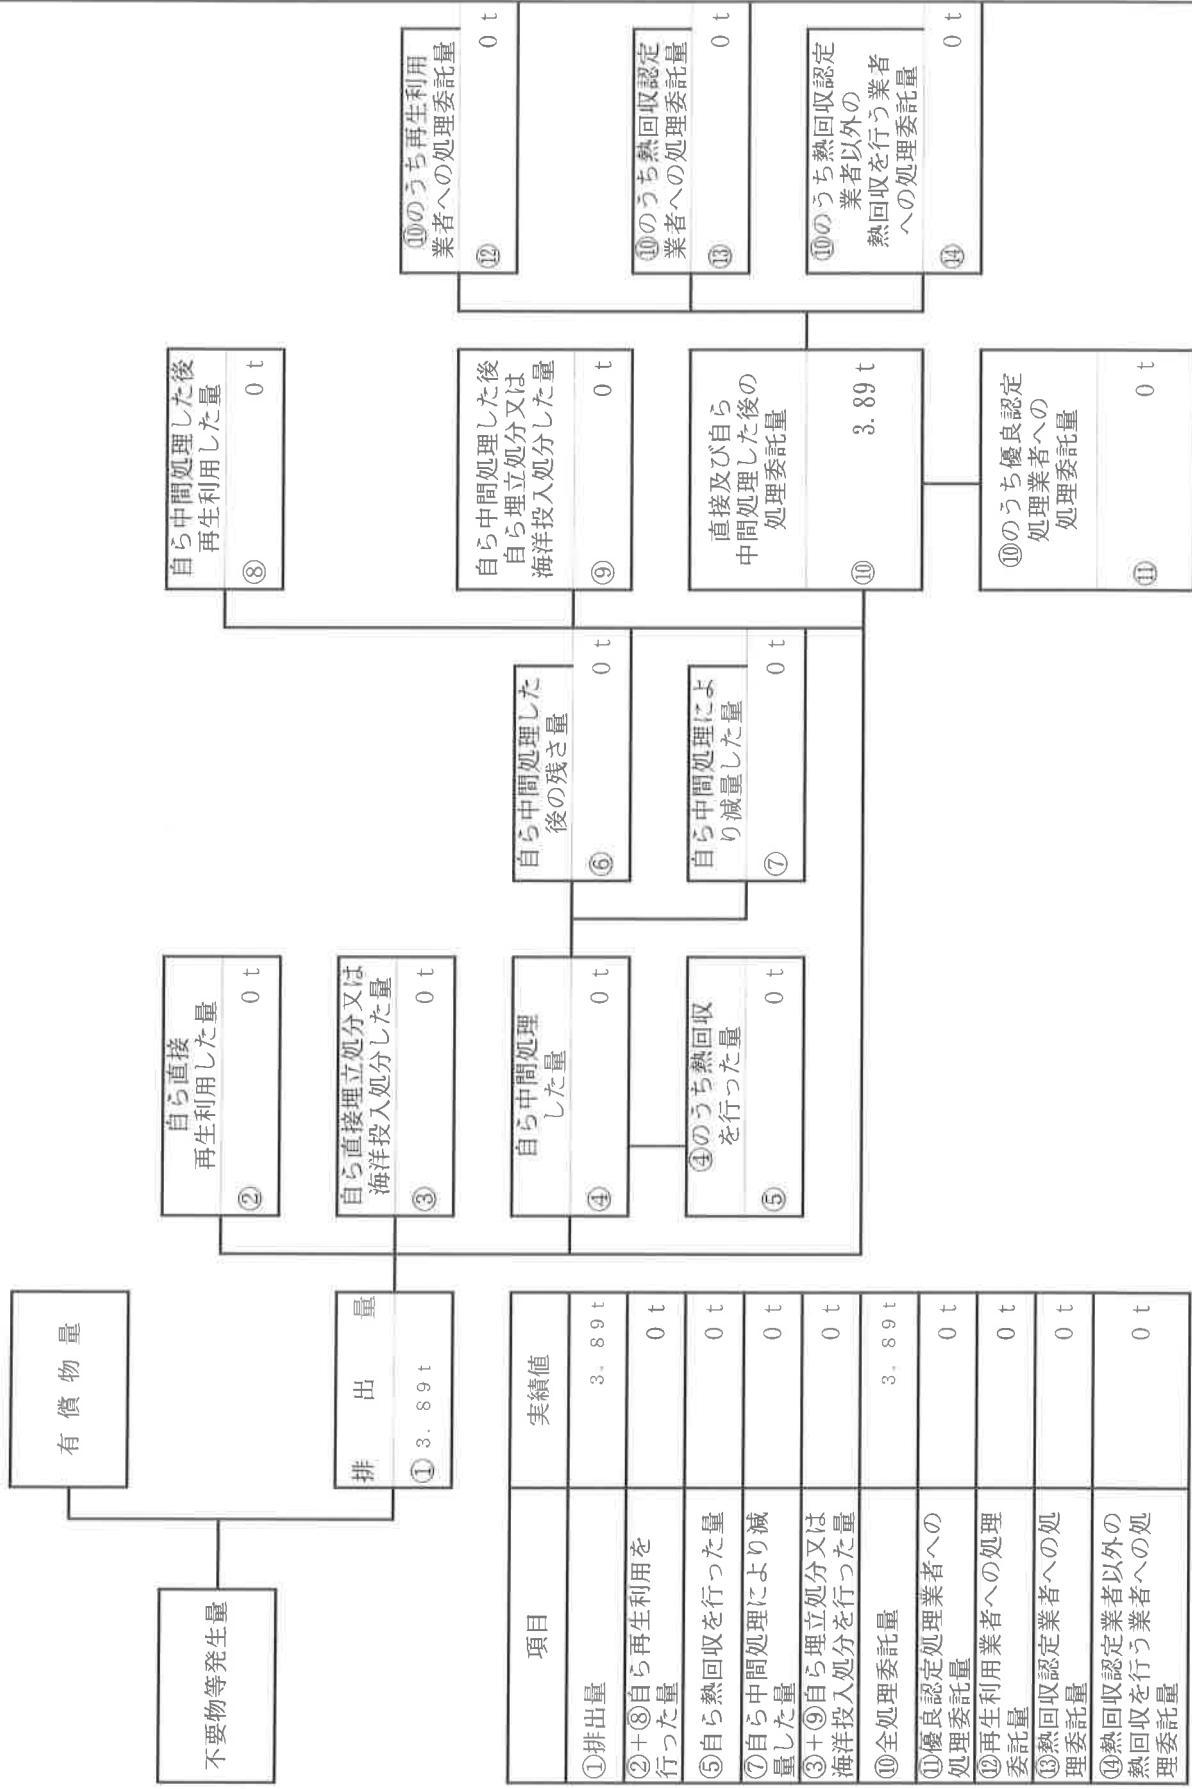 不要物等発生量
有償物量
排出量
①3.89t
自ら直接
再生利用した量
② 0t
自ら直接埋立処分又は
海洋投入処分した量
③ 0t
自ら中間処理
した量
④ 0t
④のうち熱回収
を行った量
⑤ 0t
自ら中間処理した
後の残さ量
⑥ 0t
自ら中間処理によ
り減量した量
⑦ 0t
自ら中間処理した後
再生利用した量
⑧ 0t
自ら中間処理した後
自ら埋立処分又は
海洋投入処分した量
⑨ 0t
直接及び自ら
中間処理した後の
処理委託量
⑩ 3.89t
⑩のうち優良認定
処理業者への
処理委託量
⑪ 0t
⑩のうち再生利用
業者への処理委託量
⑫ 0t
⑩のうち熱回収認定
業者への処理委託量
⑬ 0t
⑩のうち熱回収認定
業者以外の
熱回収を行う業者
への処理委託量
⑭ 0t
項目 実績値
①排出量 3.89t
②+⑧自ら再生利用を
行った量 0t
⑤自ら熱回収を行った量 0t
⑦自ら中間処理により減
量した量 0t
③+⑨自ら埋立処分又は
海洋投入処分を行った量 0t
⑩全処理委託量 3.89t
⑪優良認定処理業者への
処理委託量 0t
⑫再生利用業者への処理
委託量 0t
⑬熱回収認定業者への処
理委託量 0t
⑭熱回収認定業者以外の
熱回収を行う業者への処
理委託量 0t